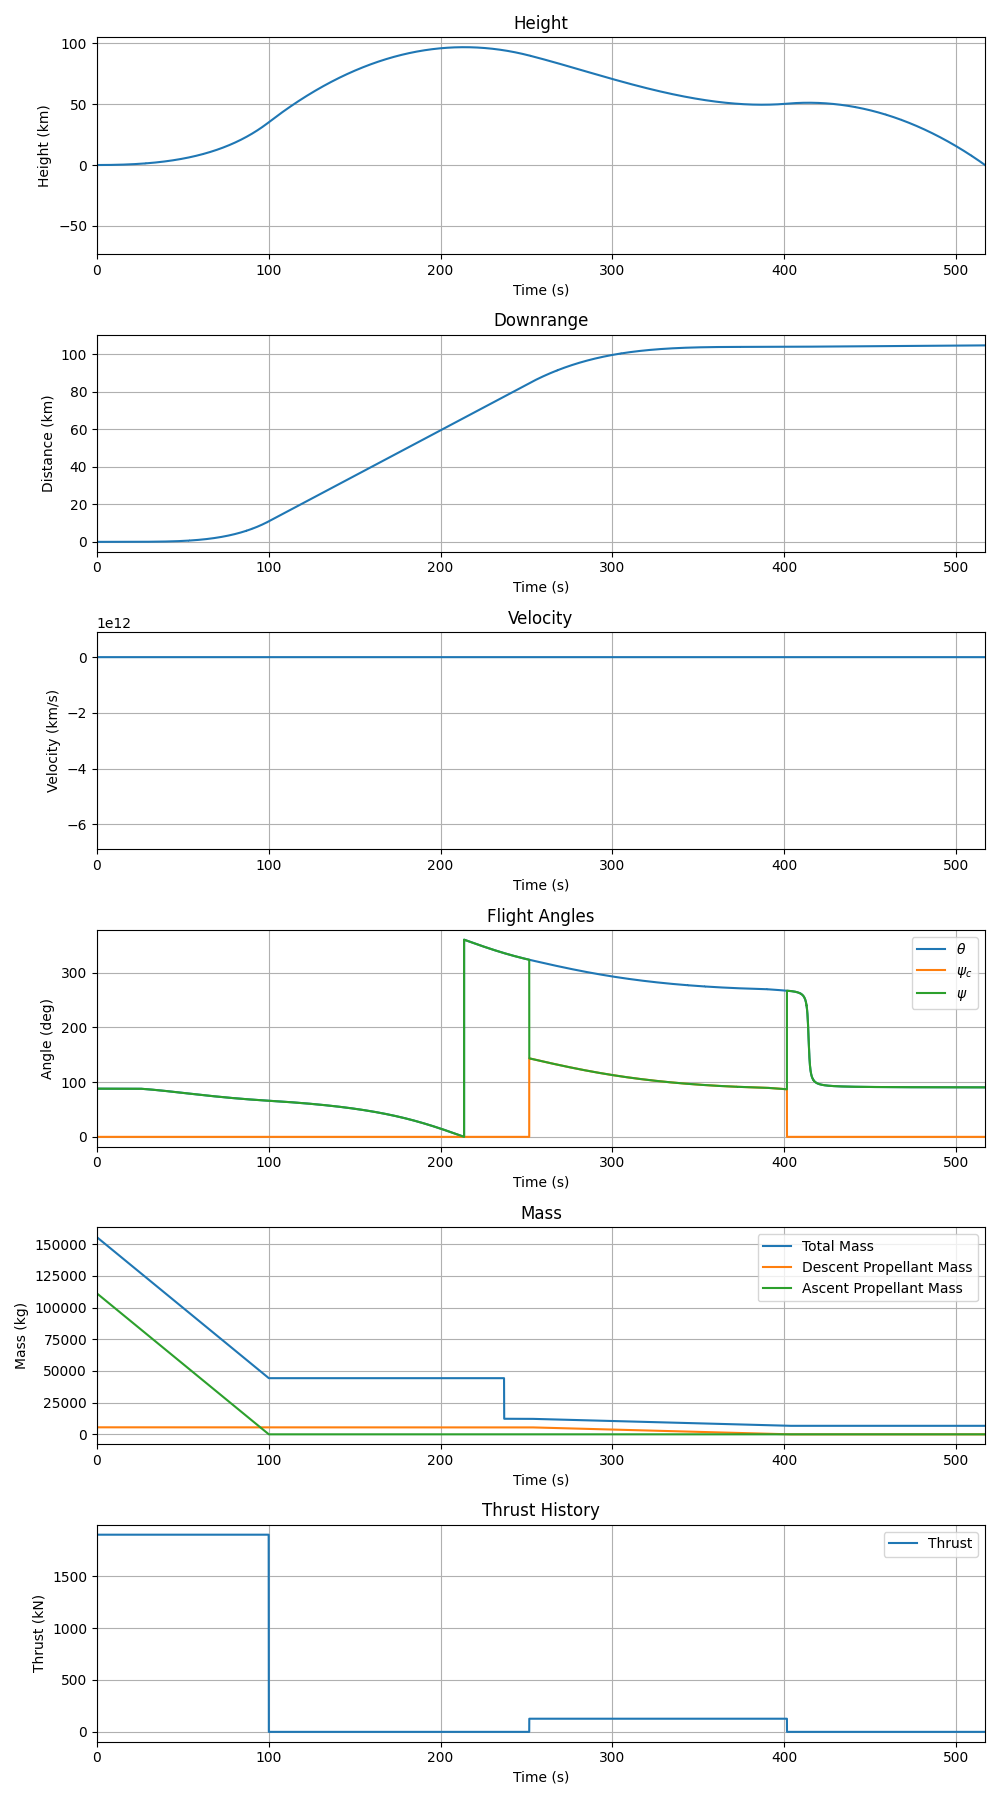 Height
100
50
0
−50
Height (km)
0 100 200 300 400 500
Time (s)
Downrange
100
80
60
40
20
0
Distance (km)
0 100 200 300 400 500
Time (s)
Velocity
1e12
0
−2
−4
−6
Velocity (km/s)
0 100 200 300 400 500
Time (s)
Flight Angles
300
200
100
0
Angle (deg)
θ
ψc
ψ
0 100 200 300 400 500
Time (s)
Mass
150000
125000
100000
75000
50000
25000
0
Mass (kg)
Total Mass
Descent Propellant Mass
Ascent Propellant Mass
0 100 200 300 400 500
Time (s)
Thrust History
1500
1000
500
0
Thrust (kN)
Thrust
0 100 200 300 400 500
Time (s)